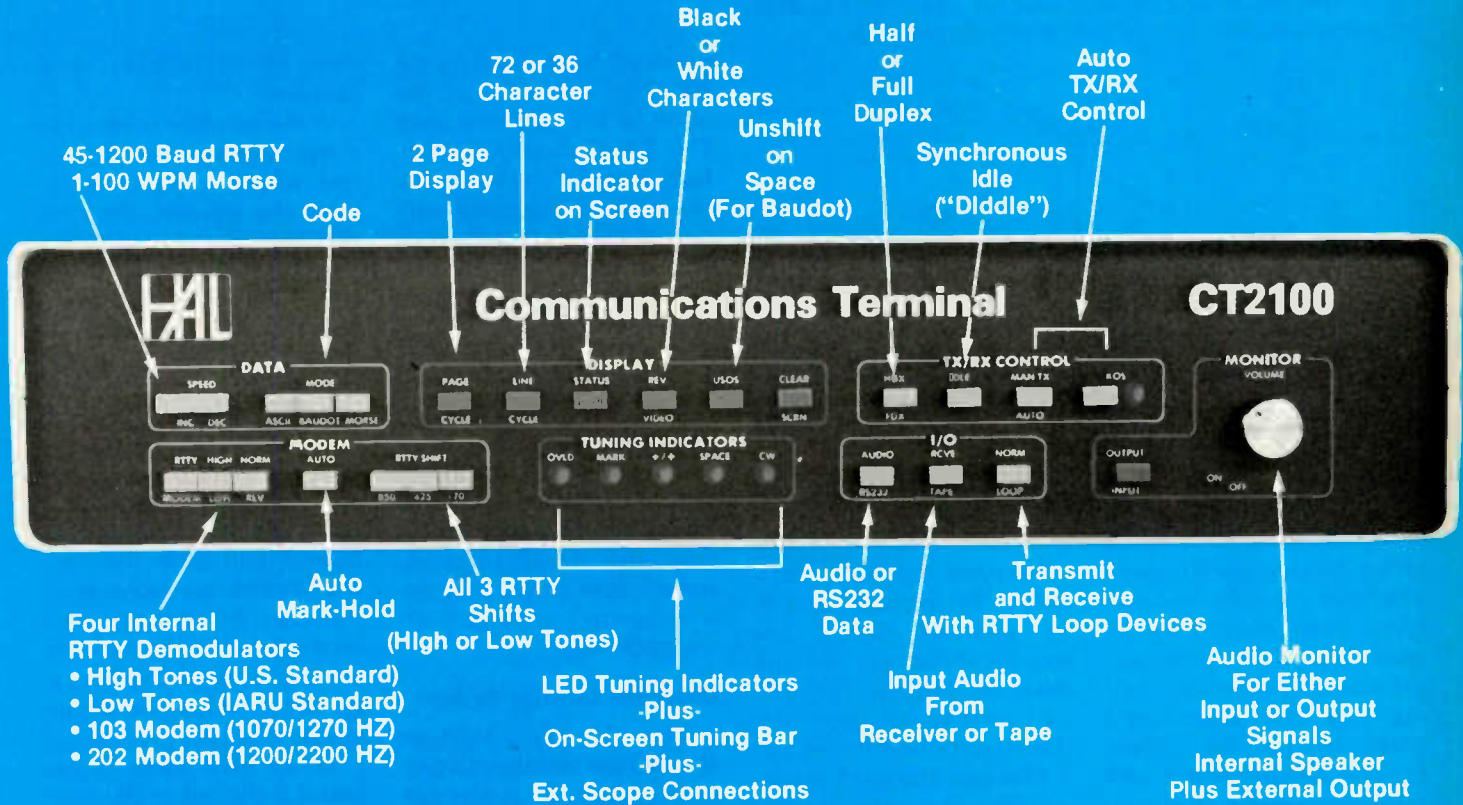 45-1200 Baud RTTY
1-100 WPM Morse
Code
2 Page
Display
72 or 36
Character
Lines
Status
Indicator
on Screen
Black
or
White
Characters
Unshift
on
Space
(For Baudot)
Half
or
Full
Duplex
Synchronous
Idle
("Diddle")
Auto
TX/RX
Control
HAL
Communications Terminal
CT2100
DATA
SPEED
INC DEC
MODE
ASCII BAUDOT MORSE
DISPLAY
PAGE
CYCLE
LINE
CYCLE
STATUS
REV
VIDEO
USOS
CLEAR
SCRN
TX/RX CONTROL
HDX
FDX
IDLE
MAN TX
AUTO
KOS
MONITOR
VOLUME
ON
OFF
OUTPUT
INPUT
MODEM
RTTY HIGH NORM
MODEM LOW REV
AUTO
RTTY SHIFT
850 425 170
TUNING INDICATORS
OVLD MARK +/+ SPACE CW
I/O
AUDIO
RS232
RCVE
TAPE
NORM
LOOP
Four Internal
RTTY Demodulators
• High Tones (U.S. Standard)
• Low Tones (IARU Standard)
• 103 Modem (1070/1270 HZ)
• 202 Modem (1200/2200 HZ)
Auto
Mark-Hold
All 3 RTTY
Shifts
(High or Low Tones)
LED Tuning Indicators
-Plus-
On-Screen Tuning Bar
-Plus-
Ext. Scope Connections
Audio or
RS232
Data
Input Audio
From
Receiver or Tape
Transmit
and Receive
With RTTY Loop Devices
Audio Monitor
For Either
Input or Output
Signals
Internal Speaker
Plus External Output